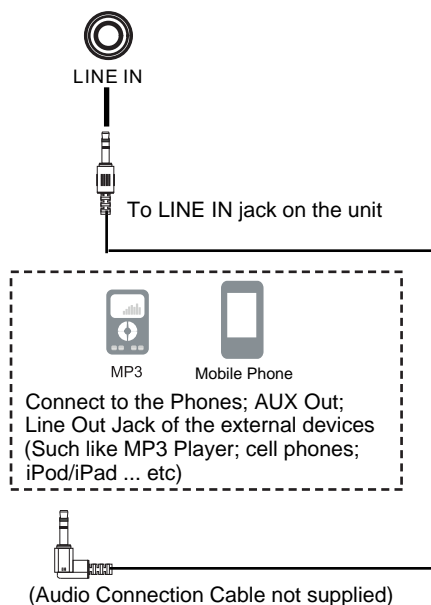 LINE IN
To LINE IN jack on the unit
MP3
Mobile Phone
Connect to the Phones; AUX Out;
Line Out Jack of the external devices
(Such like MP3 Player; cell phones;
iPod/iPad ... etc)
(Audio Connection Cable not supplied)